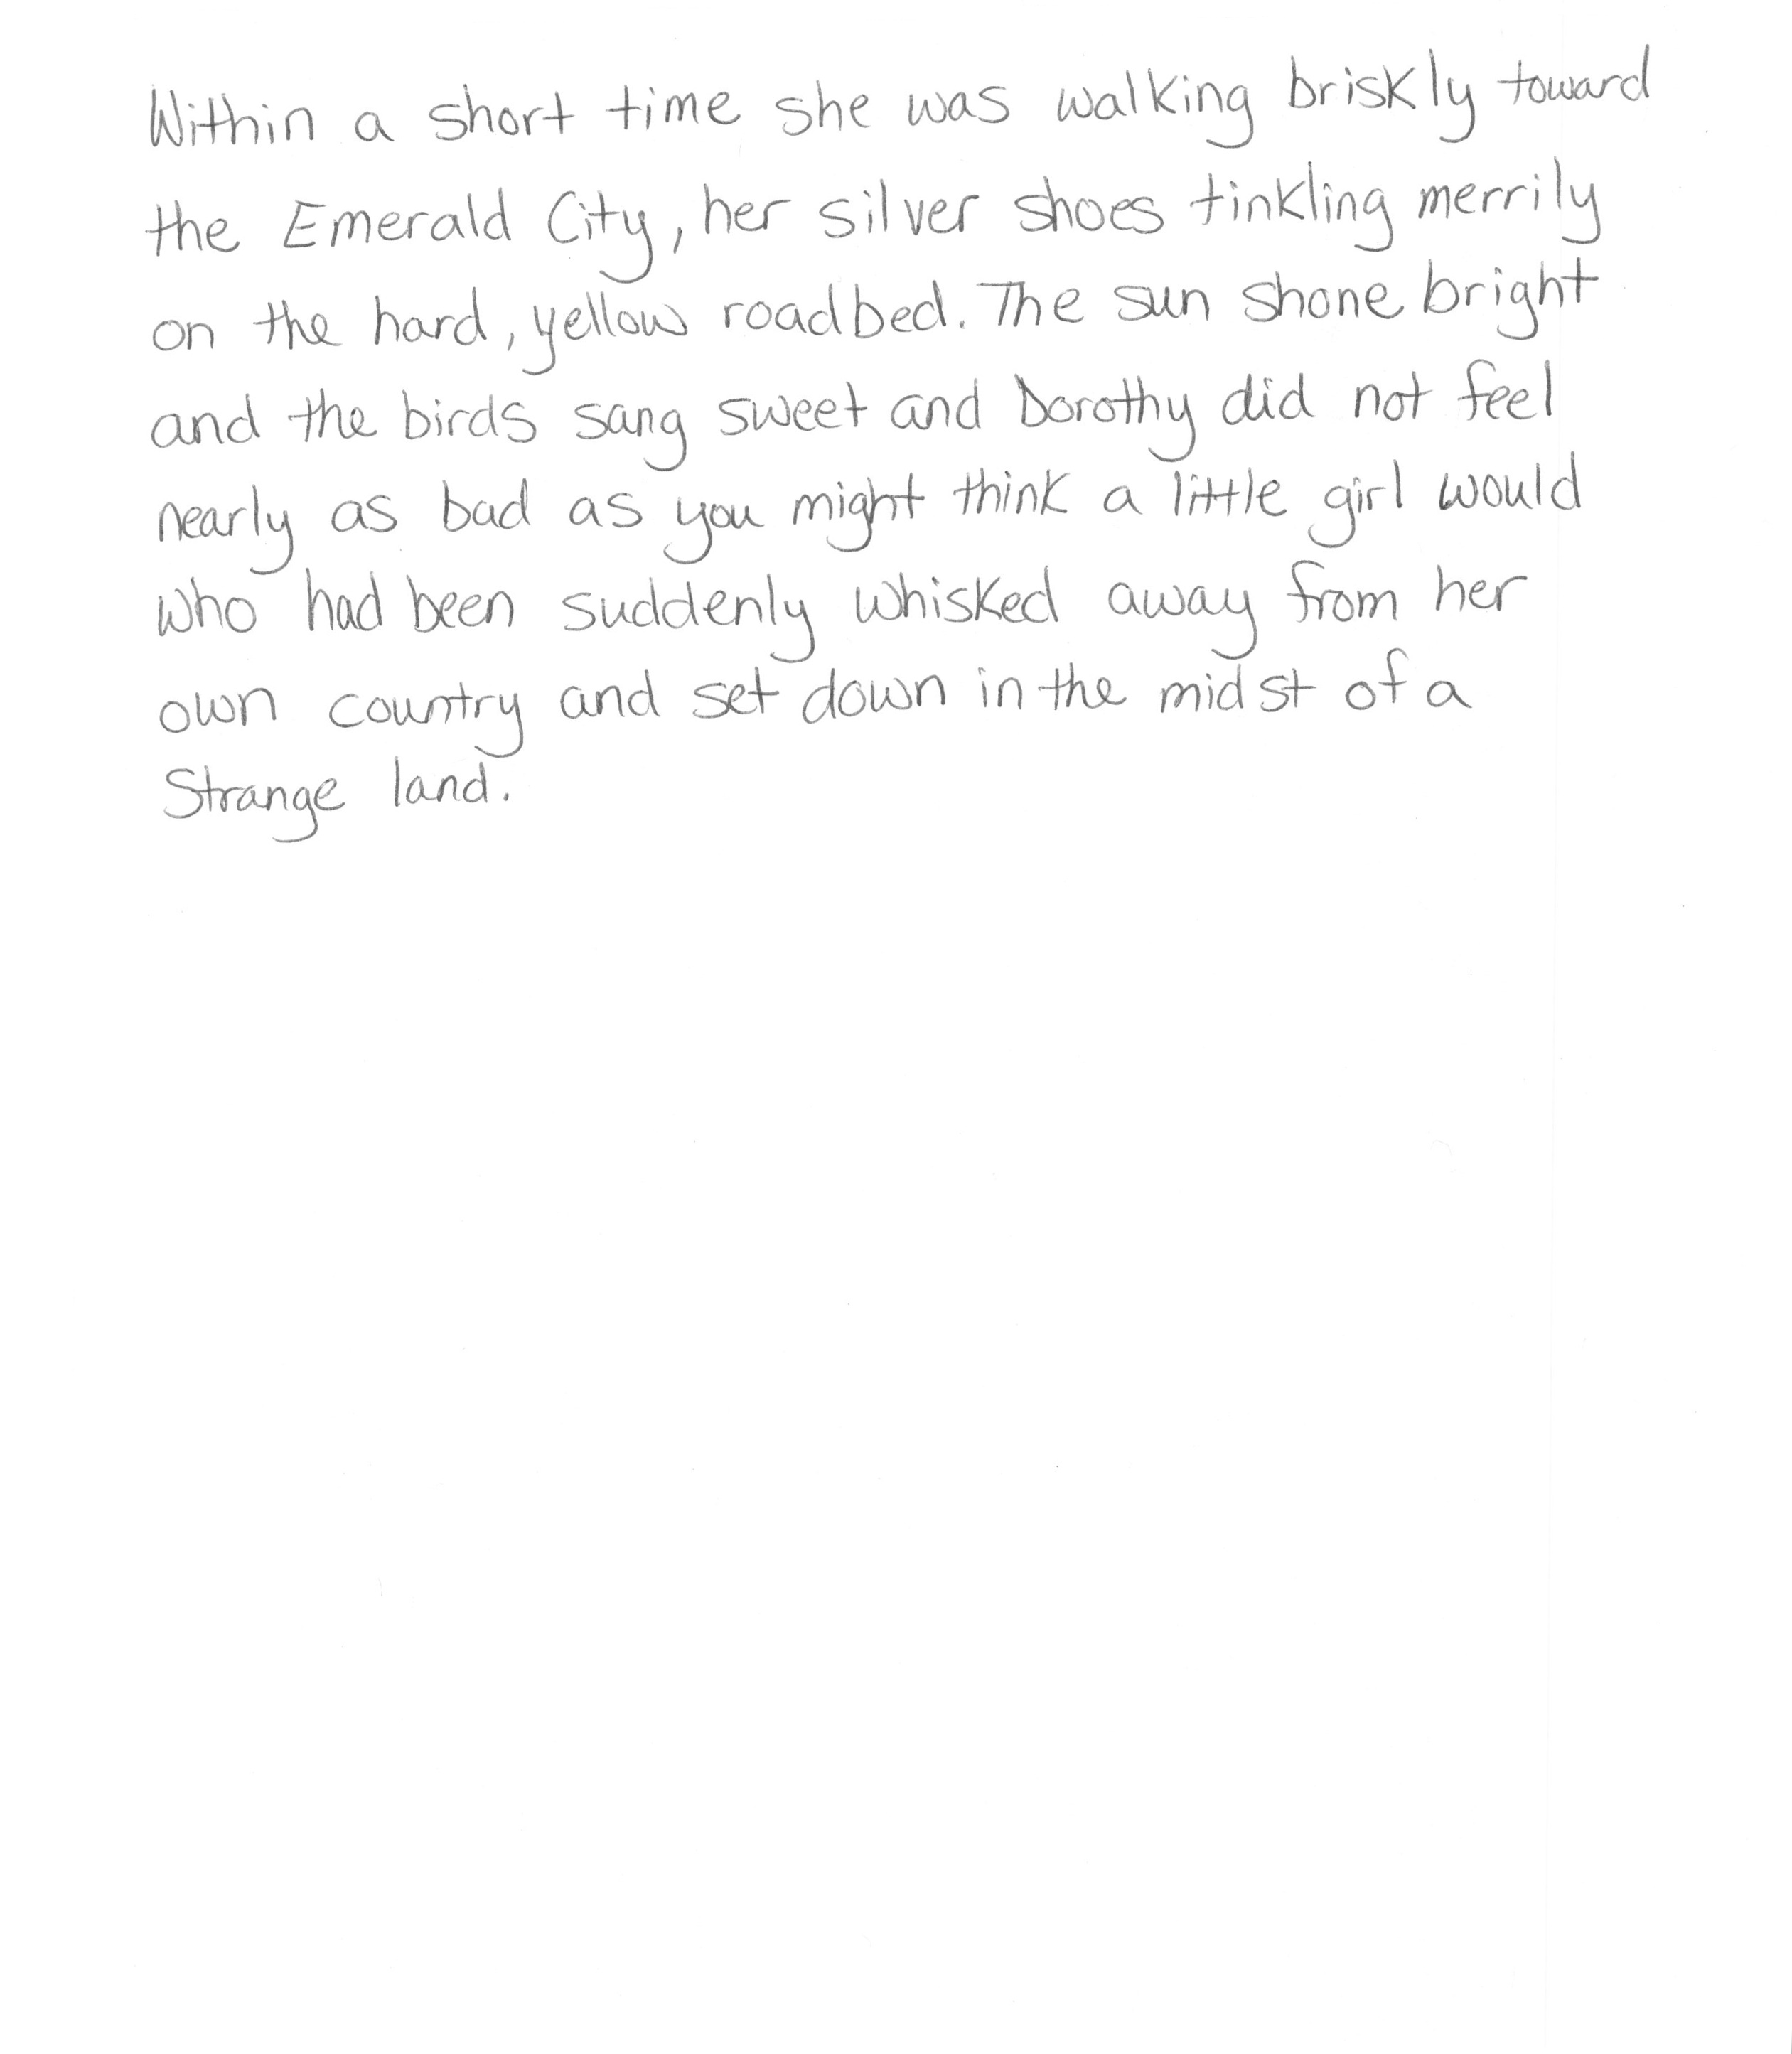 Within a short time she was walking briskly toward
the Emerald City, her silver shoes tinkling merrily
on the hard, yellow roadbed. The sun shone bright
and the birds sang sweet and Dorothy did not feel
nearly as bad as you might think a little girl would
who had been suddenly whisked away from her
own country and set down in the midst of a
Strange land.